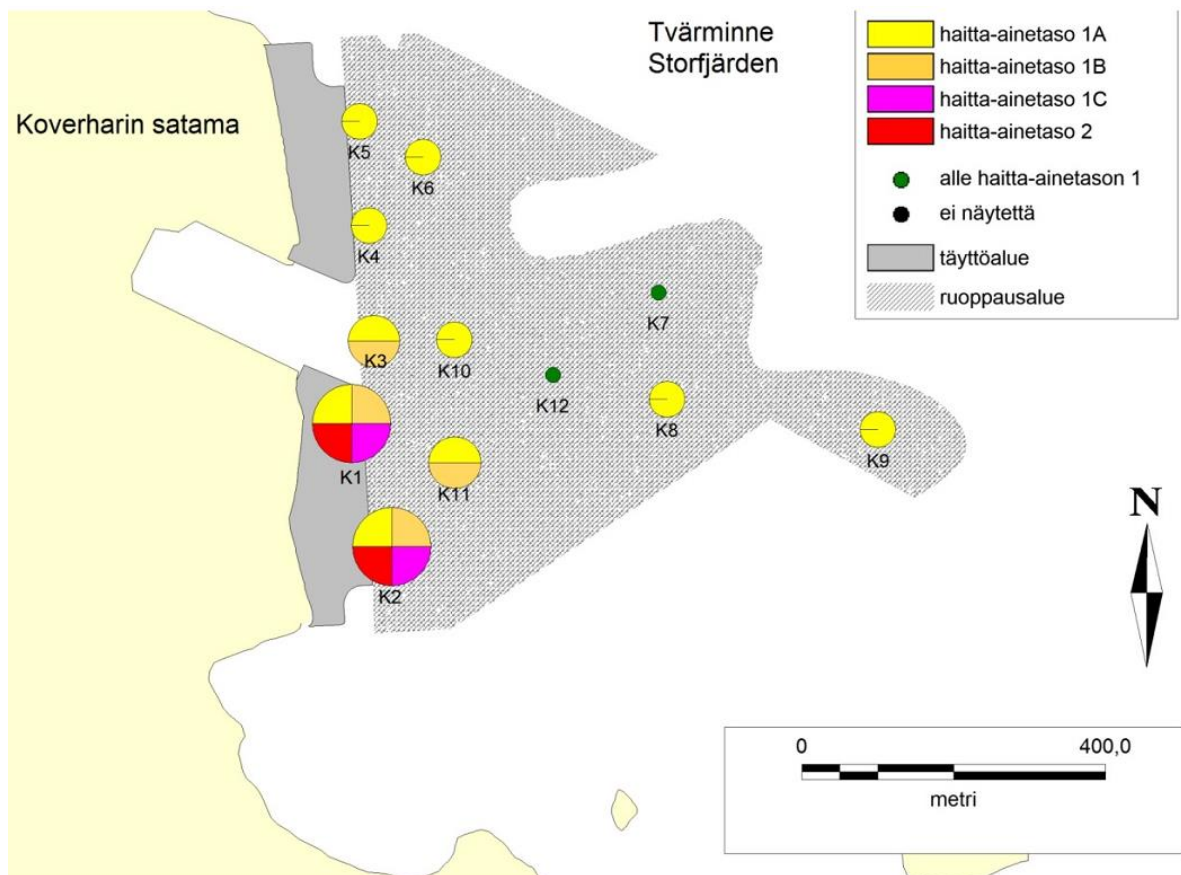 Tvärminne
Storfjärden
Koverharin satama
haitta-ainetaso 1A
haitta-ainetaso 1B
haitta-ainetaso 1C
haitta-ainetaso 2
alle haitta-ainetason 1
ei näytettä
täyttöalue
ruoppausalue
K5
K6
K4
K7
K3
K10
K12
K8
K9
K1
K11
K2
N
0 400,0
metri